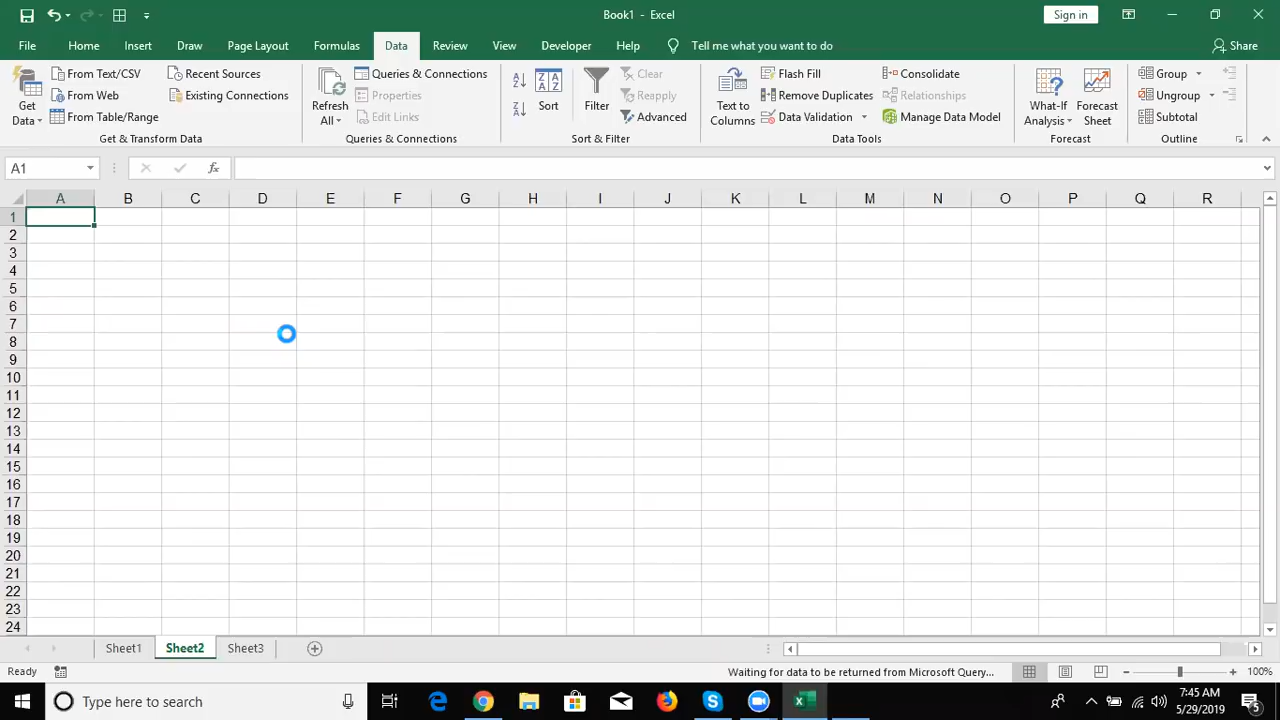 Book1 - Excel
Sign in
File Home Insert Draw Page Layout Formulas Data Review View Developer Help Tell me what you want to do Share
Get Data
From Text/CSV
From Web
From Table/Range
Recent Sources
Existing Connections
Get & Transform Data
Refresh All
Queries & Connections
Properties
Edit Links
Queries & Connections
A Z
Z A
Z A
A Z
Sort
Filter
Clear
Reapply
Advanced
Sort & Filter
Text to Columns
Flash Fill
Remove Duplicates
Data Validation
Consolidate
Relationships
Manage Data Model
Data Tools
What-If Analysis
Forecast Sheet
Forecast
Group
Ungroup
Subtotal
Outline
A1 fx
A B C D E F G H I J K L M N O P Q R
1
2
3
4
5
6
7
8
9
10
11
12
13
14
15
16
17
18
19
20
21
22
23
24
Sheet1 Sheet2 Sheet3
Ready Waiting for data to be returned from Microsoft Query... 100%
Type here to search
7:45 AM
5/29/2019
5